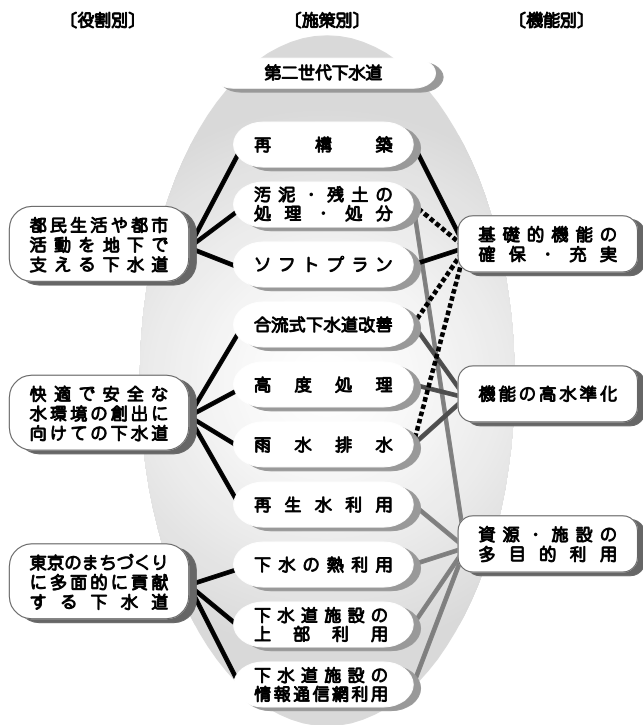 〔役割別〕
〔施策別〕
〔機能別〕
第二世代下水道
再構築
汚泥・残土の
処理・処分
ソフトプラン
合流式下水道改善
高度処理
雨水排水
再生水利用
下水の熱利用
下水道施設の
上部利用
下水道施設の
情報通信網利用
都民生活や都市
活動を地下で
支える下水道
快適で安全な
水環境の創出に
向けての下水道
東京のまちづくり
に多面的に貢献
する下水道
基礎的機能の
確保・充実
機能の高水準化
資源・施設の
多目的利用